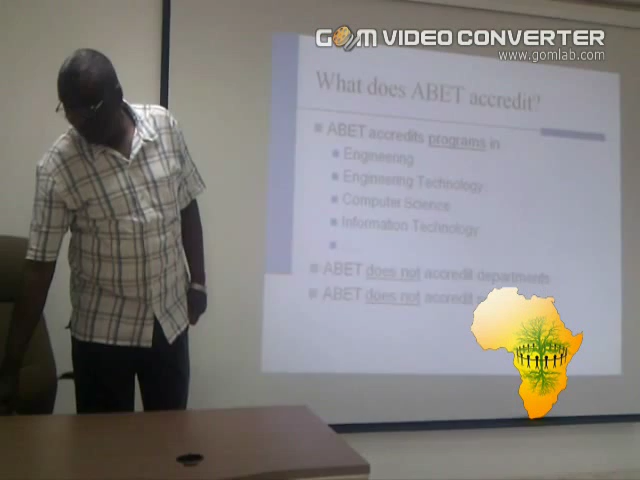 GOM VIDEO CONVERTER
www.gomlab.com
What does ABET accredit?
ABET accredits programs in
Engineering
Engineering Technology
Computer Science
Information Technology
ABET does not accredit departments
ABET does not accredit